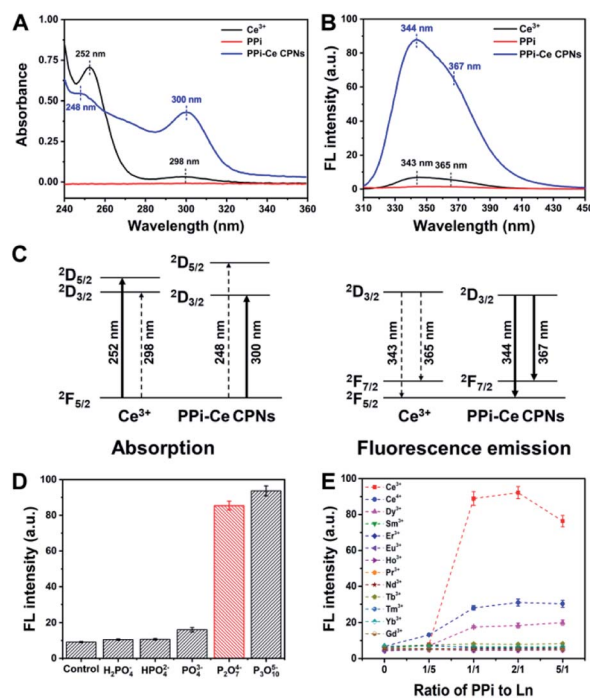 A
252 nm
248 nm
300 nm
298 nm
Ce³⁺
PPi
PPi-Ce CPNs
Absorbance
1.00
0.75
0.50
0.25
0.00
240 260 280 300 320 340 360
Wavelength (nm)
B
344 nm
367 nm
343 nm
365 nm
Ce³⁺
PPi
PPi-Ce CPNs
FL intensity (a.u.)
100
80
60
40
20
0
310 330 350 370 390 410 430 450
Wavelength (nm)
C
²D₅/₂
²D₃/₂
²F₅/₂
252 nm
298 nm
Ce³⁺
²D₅/₂
²D₃/₂
248 nm
300 nm
PPi-Ce CPNs
Absorption
²D₃/₂
²F₇/₂
²F₅/₂
343 nm
365 nm
Ce³⁺
²D₃/₂
²F₇/₂
344 nm
367 nm
PPi-Ce CPNs
Fluorescence emission
D
FL intensity (a.u.)
100
80
60
40
20
0
Control H₂PO₄⁻ HPO₄²⁻ PO₄³⁻ P₂O₇⁴⁻ P₃O₁₀⁵⁻
E
FL intensity (a.u.)
100
80
60
40
20
0
Ce³⁺
Ce⁴⁺
Dy³⁺
Sm³⁺
Er³⁺
Eu³⁺
Ho³⁺
Pr³⁺
Nd³⁺
Tb³⁺
Tm³⁺
Yb³⁺
Gd³⁺
0 1/5 1/1 2/1 5/1
Ratio of PPi to Ln